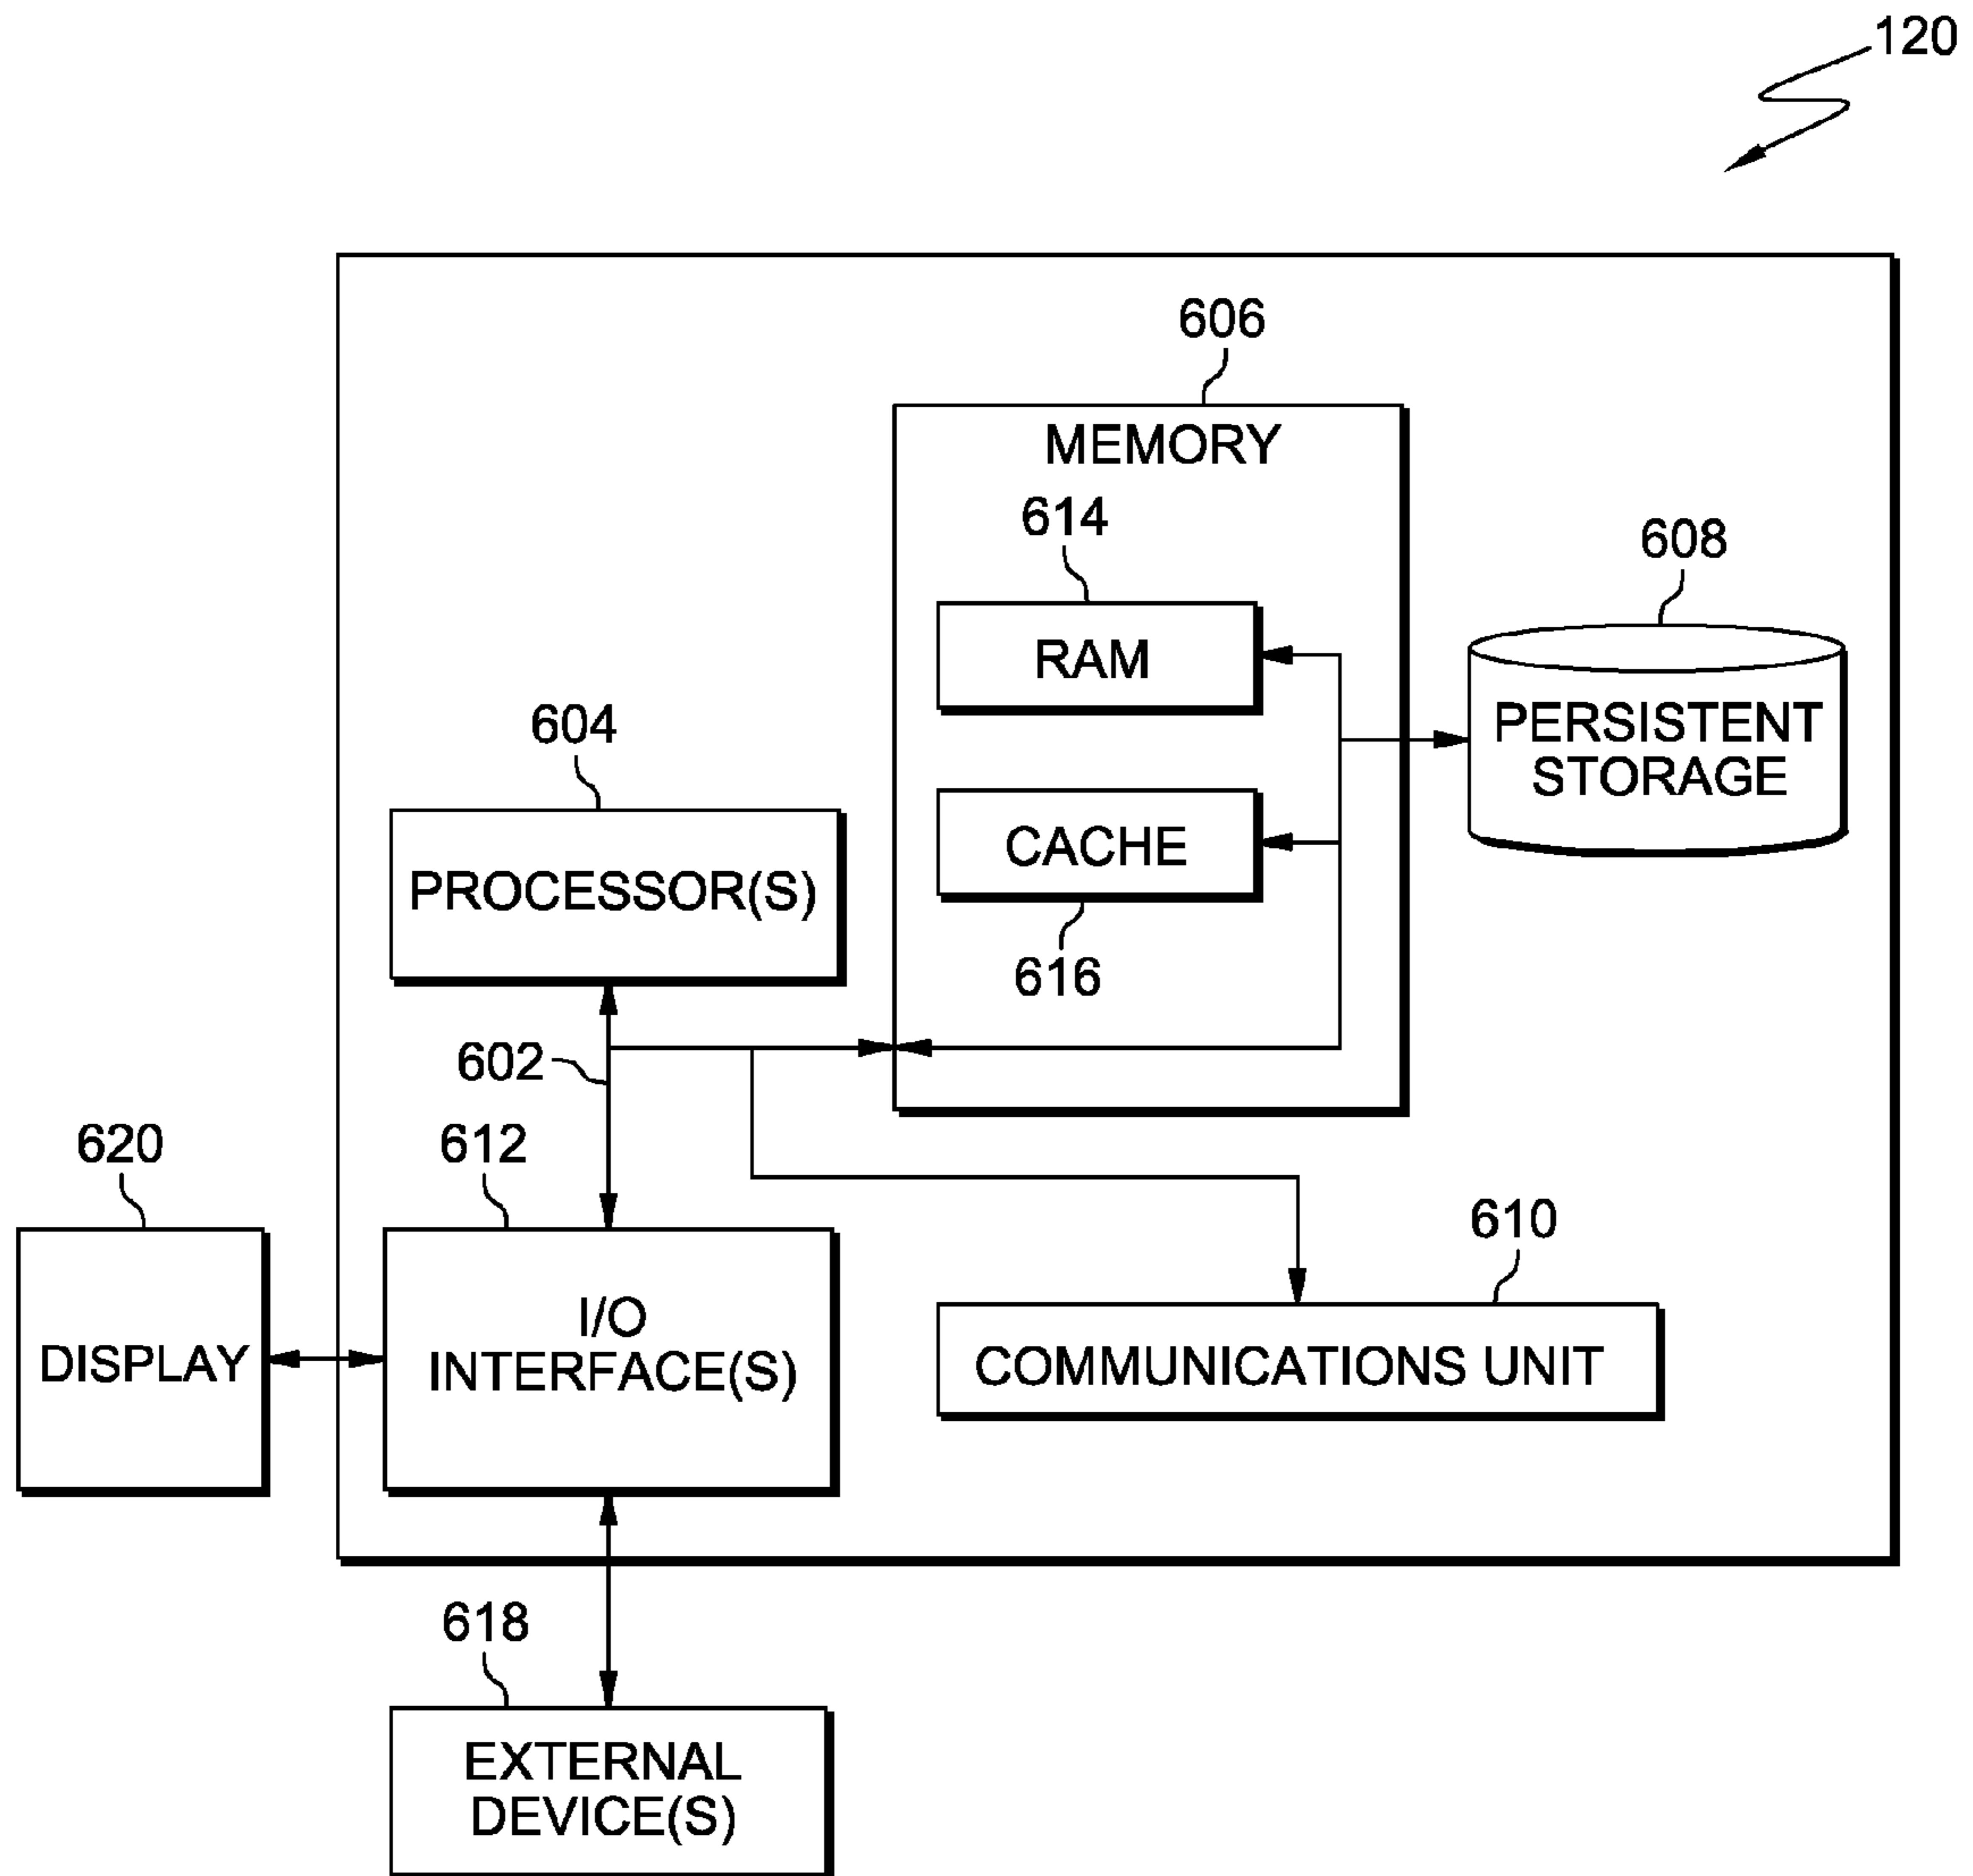 120
606
MEMORY
614
608
RAM
PERSISTENT
STORAGE
604
CACHE
PROCESSOR(S)
616
602
620
612
610
I/O
INTERFACE(S)
DISPLAY
COMMUNICATIONS UNIT
618
EXTERNAL
DEVICE(S)